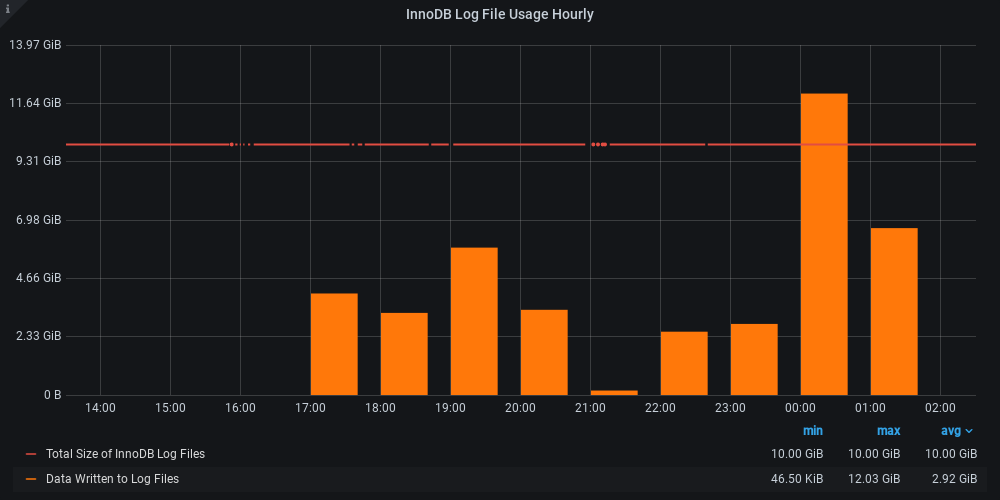 i
InnoDB Log File Usage Hourly
13.97 GiB
11.64 GiB
9.31 GiB
6.98 GiB
4.66 GiB
2.33 GiB
0 B
14:00 15:00 16:00 17:00 18:00 19:00 20:00 21:00 22:00 23:00 00:00 01:00 02:00
min max avg
Total Size of InnoDB Log Files 10.00 GiB 10.00 GiB 10.00 GiB
Data Written to Log Files 46.50 KiB 12.03 GiB 2.92 GiB